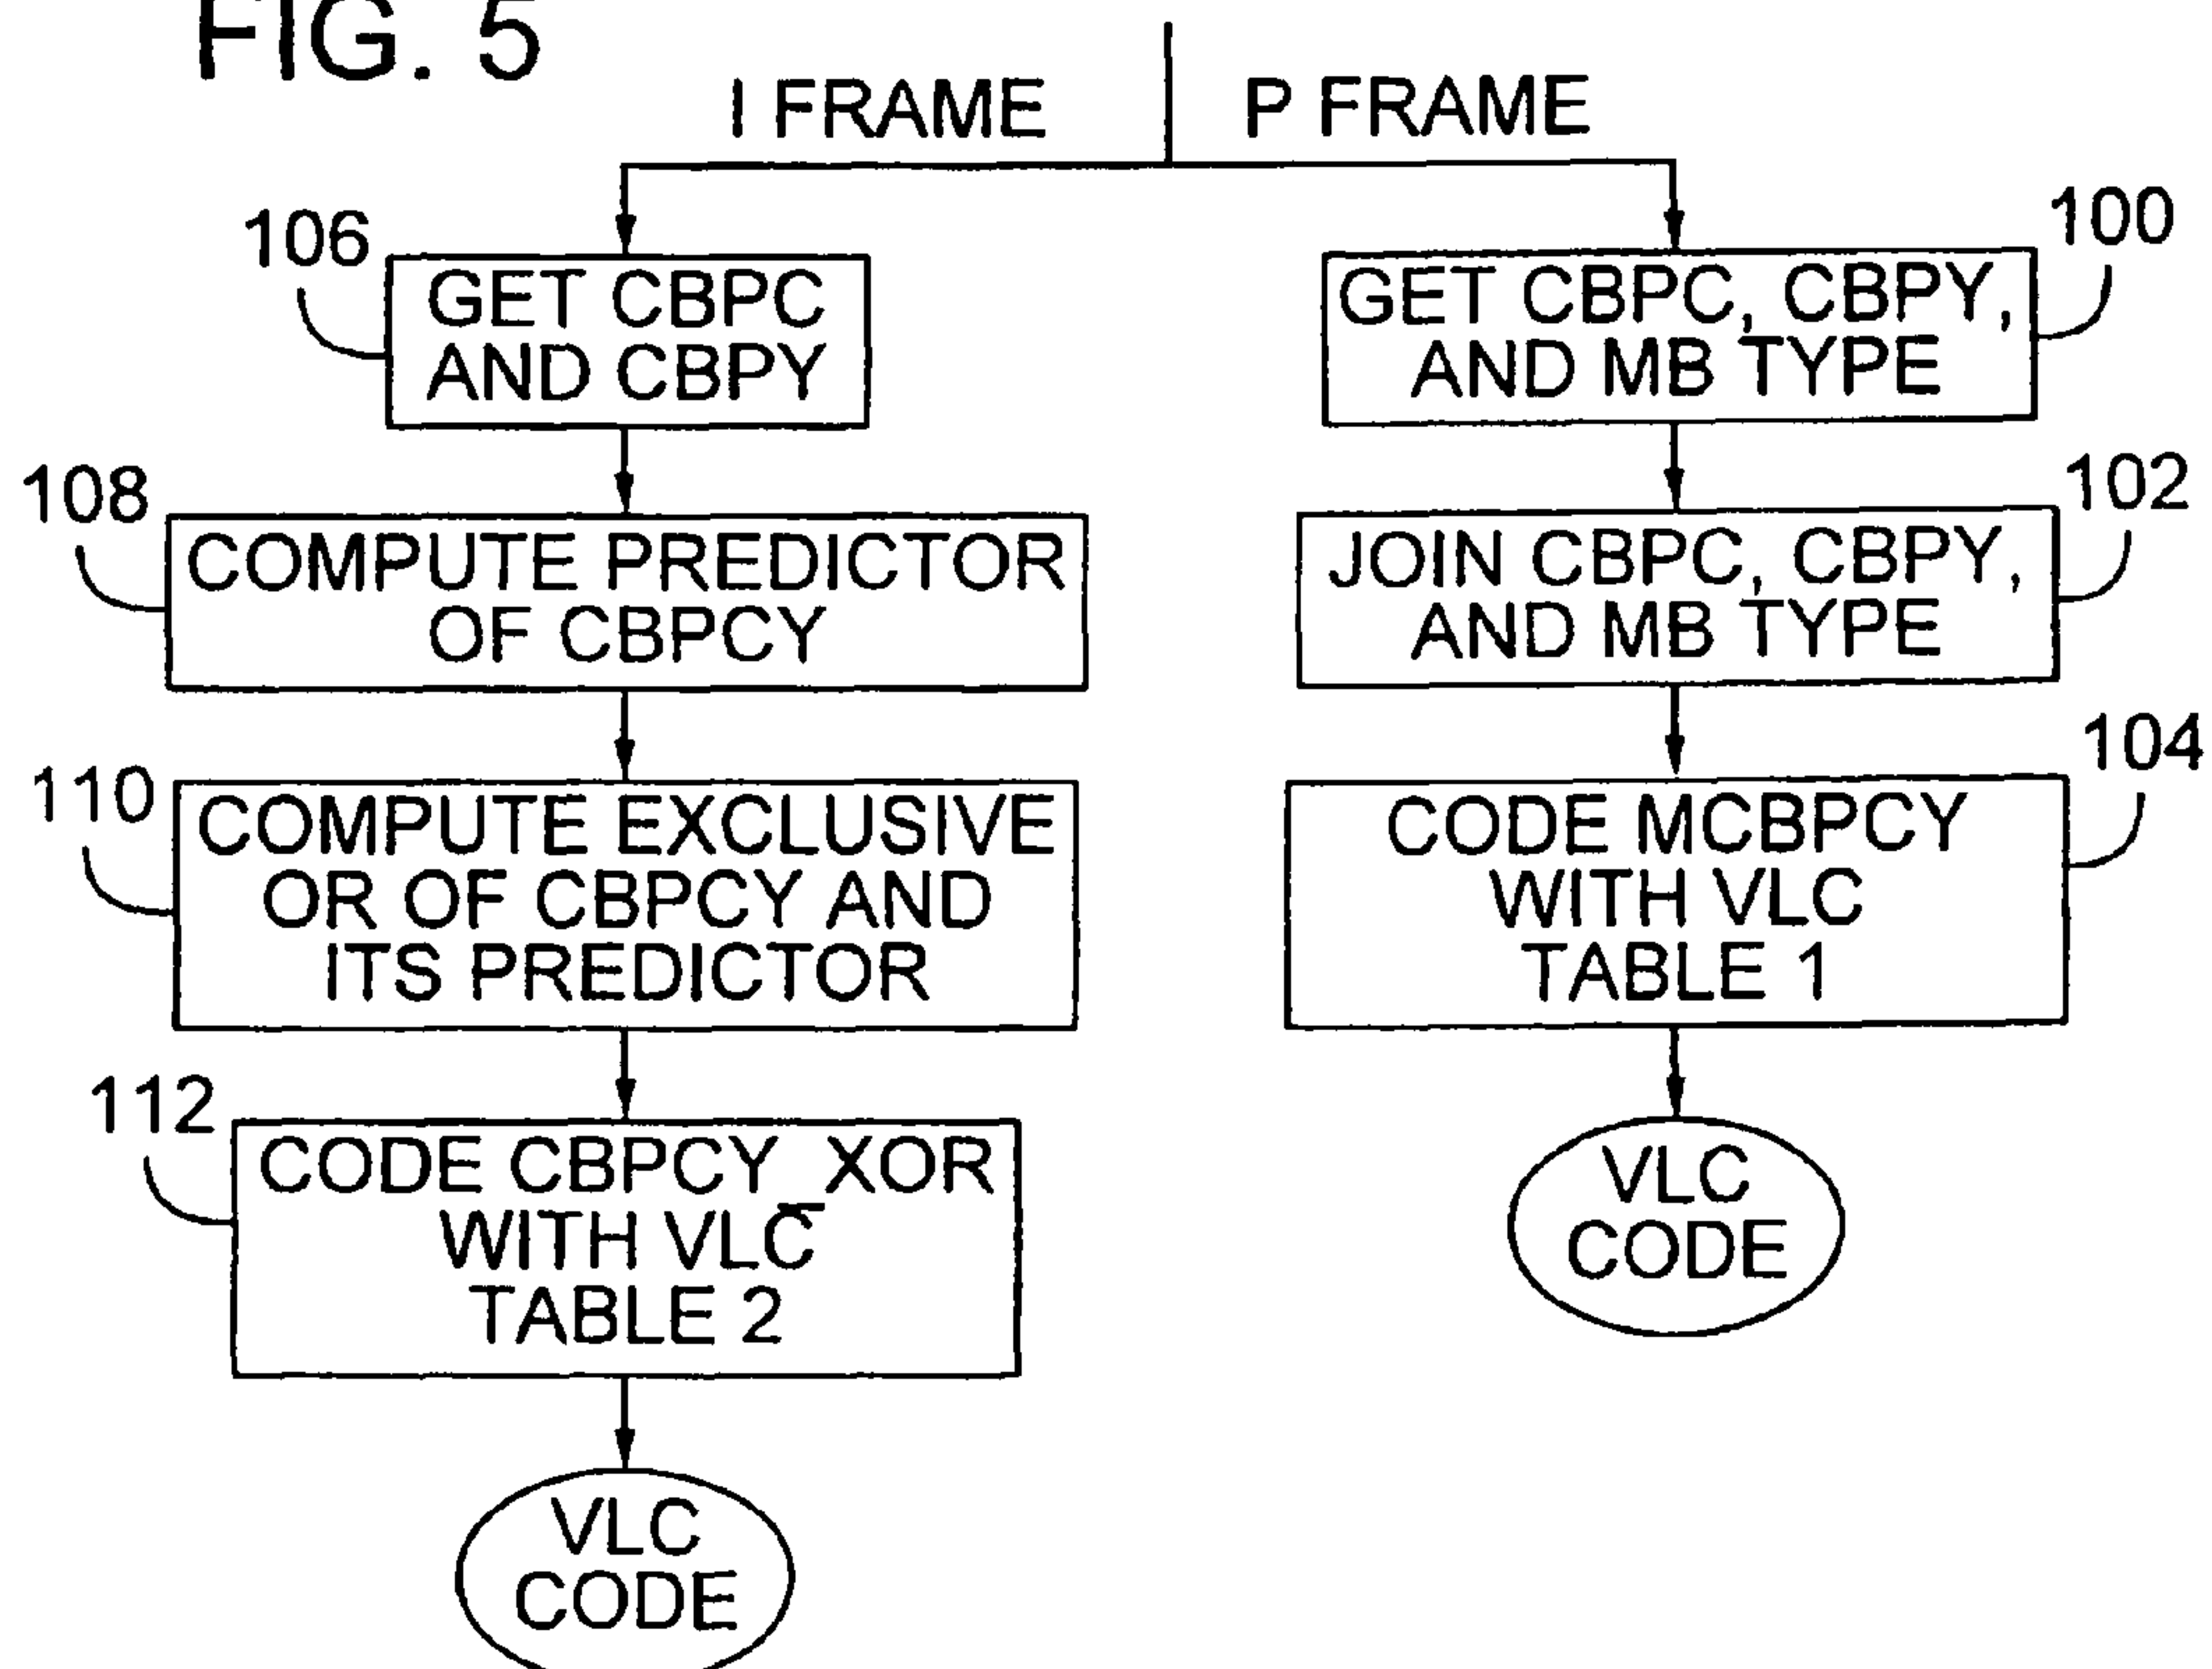 FIG. 5
I FRAME
P FRAME
106
GET CBPC
AND CBPY
108
COMPUTE PREDICTOR
OF CBPCY
110
COMPUTE EXCLUSIVE
OR OF CBPCY AND
ITS PREDICTOR
112
CODE CBPCY_XOR
WITH VLC
TABLE 2
VLC
CODE
100
GET CBPC, CBPY,
AND MB TYPE
102
JOIN CBPC, CBPY,
AND MB TYPE
104
CODE MCBPCY
WITH VLC
TABLE 1
VLC
CODE